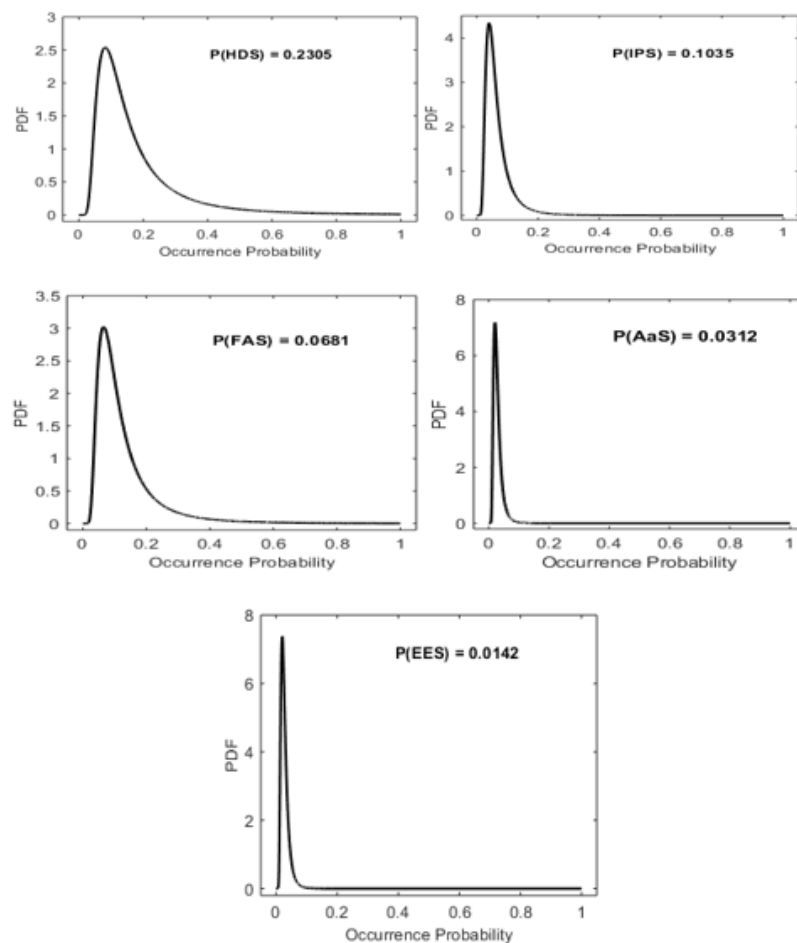 3
2.5
2
1.5
1
0.5
0
PDF
P(HDS) = 0.2305
0 0.2 0.4 0.6 0.8 1
Occurrence Probability
4
3
2
1
0
PDF
P(IPS) = 0.1035
0 0.2 0.4 0.6 0.8 1
Occurrence Probability
3.5
3
2.5
2
1.5
1
0.5
0
PDF
P(FAS) = 0.0681
0 0.2 0.4 0.6 0.8 1
Occurrence Probability
8
6
4
2
0
PDF
P(AaS) = 0.0312
0 0.2 0.4 0.6 0.8 1
Occurrence Probability
8
6
4
2
0
PDF
P(EES) = 0.0142
0 0.2 0.4 0.6 0.8 1
Occurrence Probability